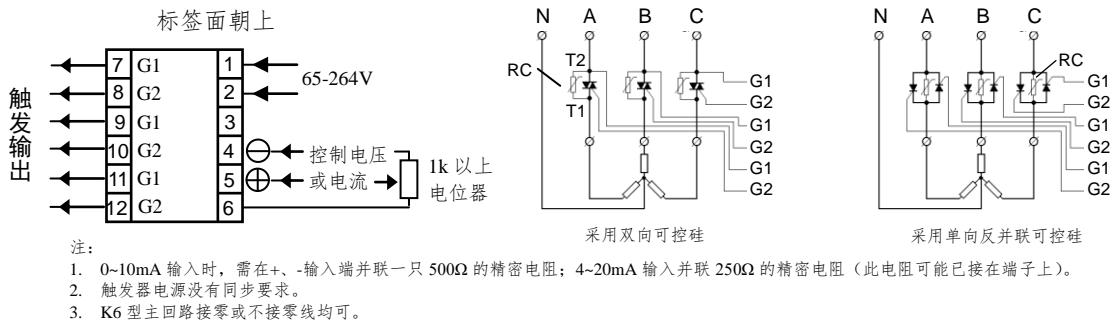 标签面朝上
触发输出
7 G1 1
8 G2 2
65-264V
9 G1 3
10 G2 4
控制电压
11 G1 5
或电流
12 G2 6
1k 以上
电位器
N A B C
~
T2
RC
T1
G1
G2
G1
G2
G1
G2
采用双向可控硅
N A B C
~
RC
G1
G2
G1
G2
G1
G2
采用单向反并联可控硅
注：
1. 0~10mA 输入时，需在+、-输入端并联一只 500Ω 的精密电阻；4~20mA 输入并联 250Ω 的精密电阻（此电阻可能已接在端子上）。
2. 触发器电源没有同步要求。
3. K6 型主回路接零或不接零线均可。